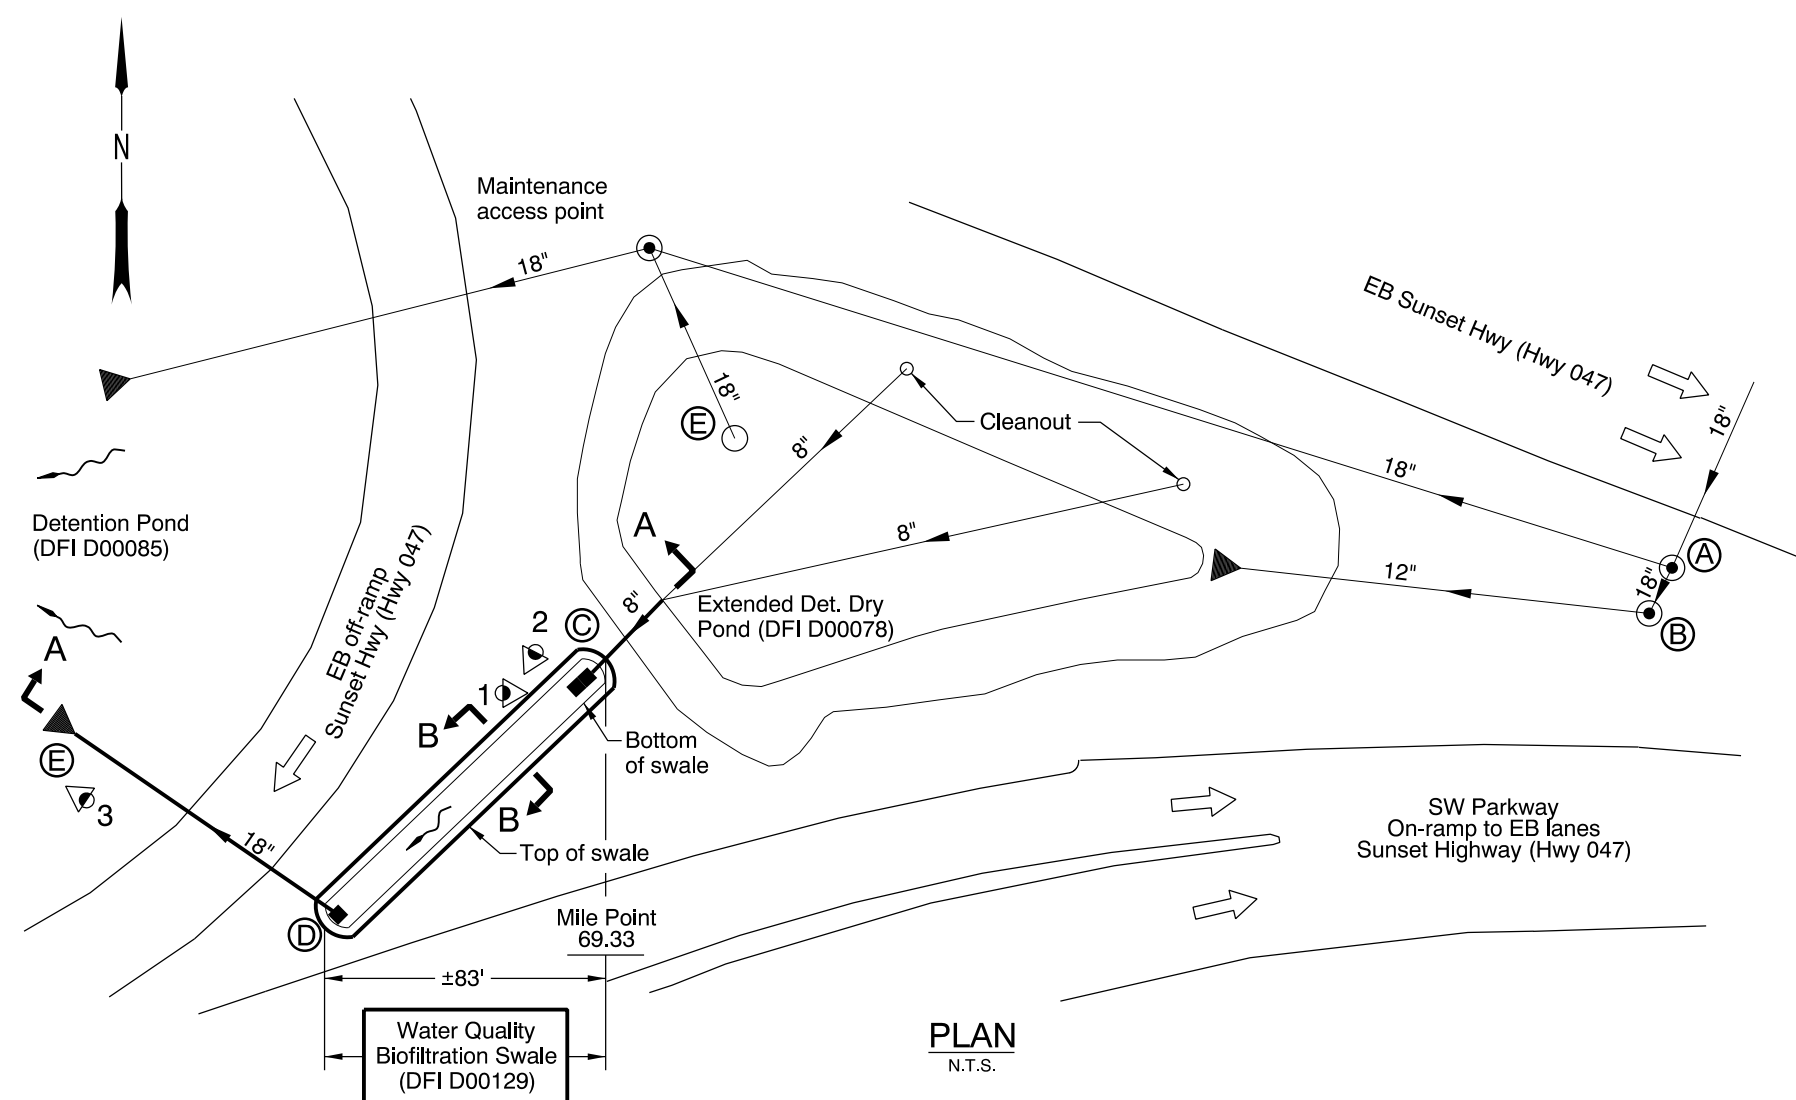 N
Maintenance
access point
18"
EB Sunset Hwy (Hwy 047)
18"
18"
E
8"
Cleanout
18"
Detention Pond
(DFI D00085)
A
8"
12"
A
18"
B
EB off-ramp
Sunset Hwy (Hwy 047)
8"
Extended Det. Dry
Pond (DFI D00078)
2
C
A
1
B
Bottom
of swale
E
3
B
18"
Top of swale
SW Parkway
On-ramp to EB lanes
Sunset Highway (Hwy 047)
D
Mile Point
69.33
±83'
Water Quality
Biofiltration Swale
(DFI D00129)
PLAN
N.T.S.